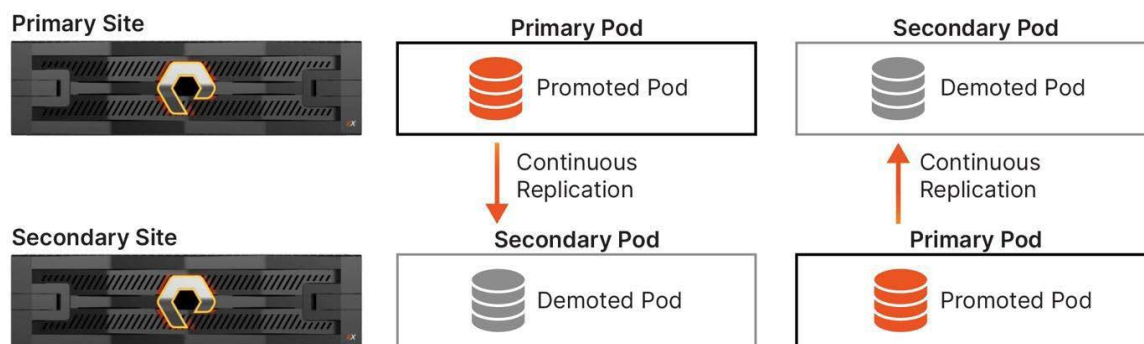 Primary Site
Primary Pod
Secondary Pod
Promoted Pod
Demoted Pod
Continuous
Replication
Continuous
Replication
Secondary Site
Secondary Pod
Primary Pod
Demoted Pod
Promoted Pod